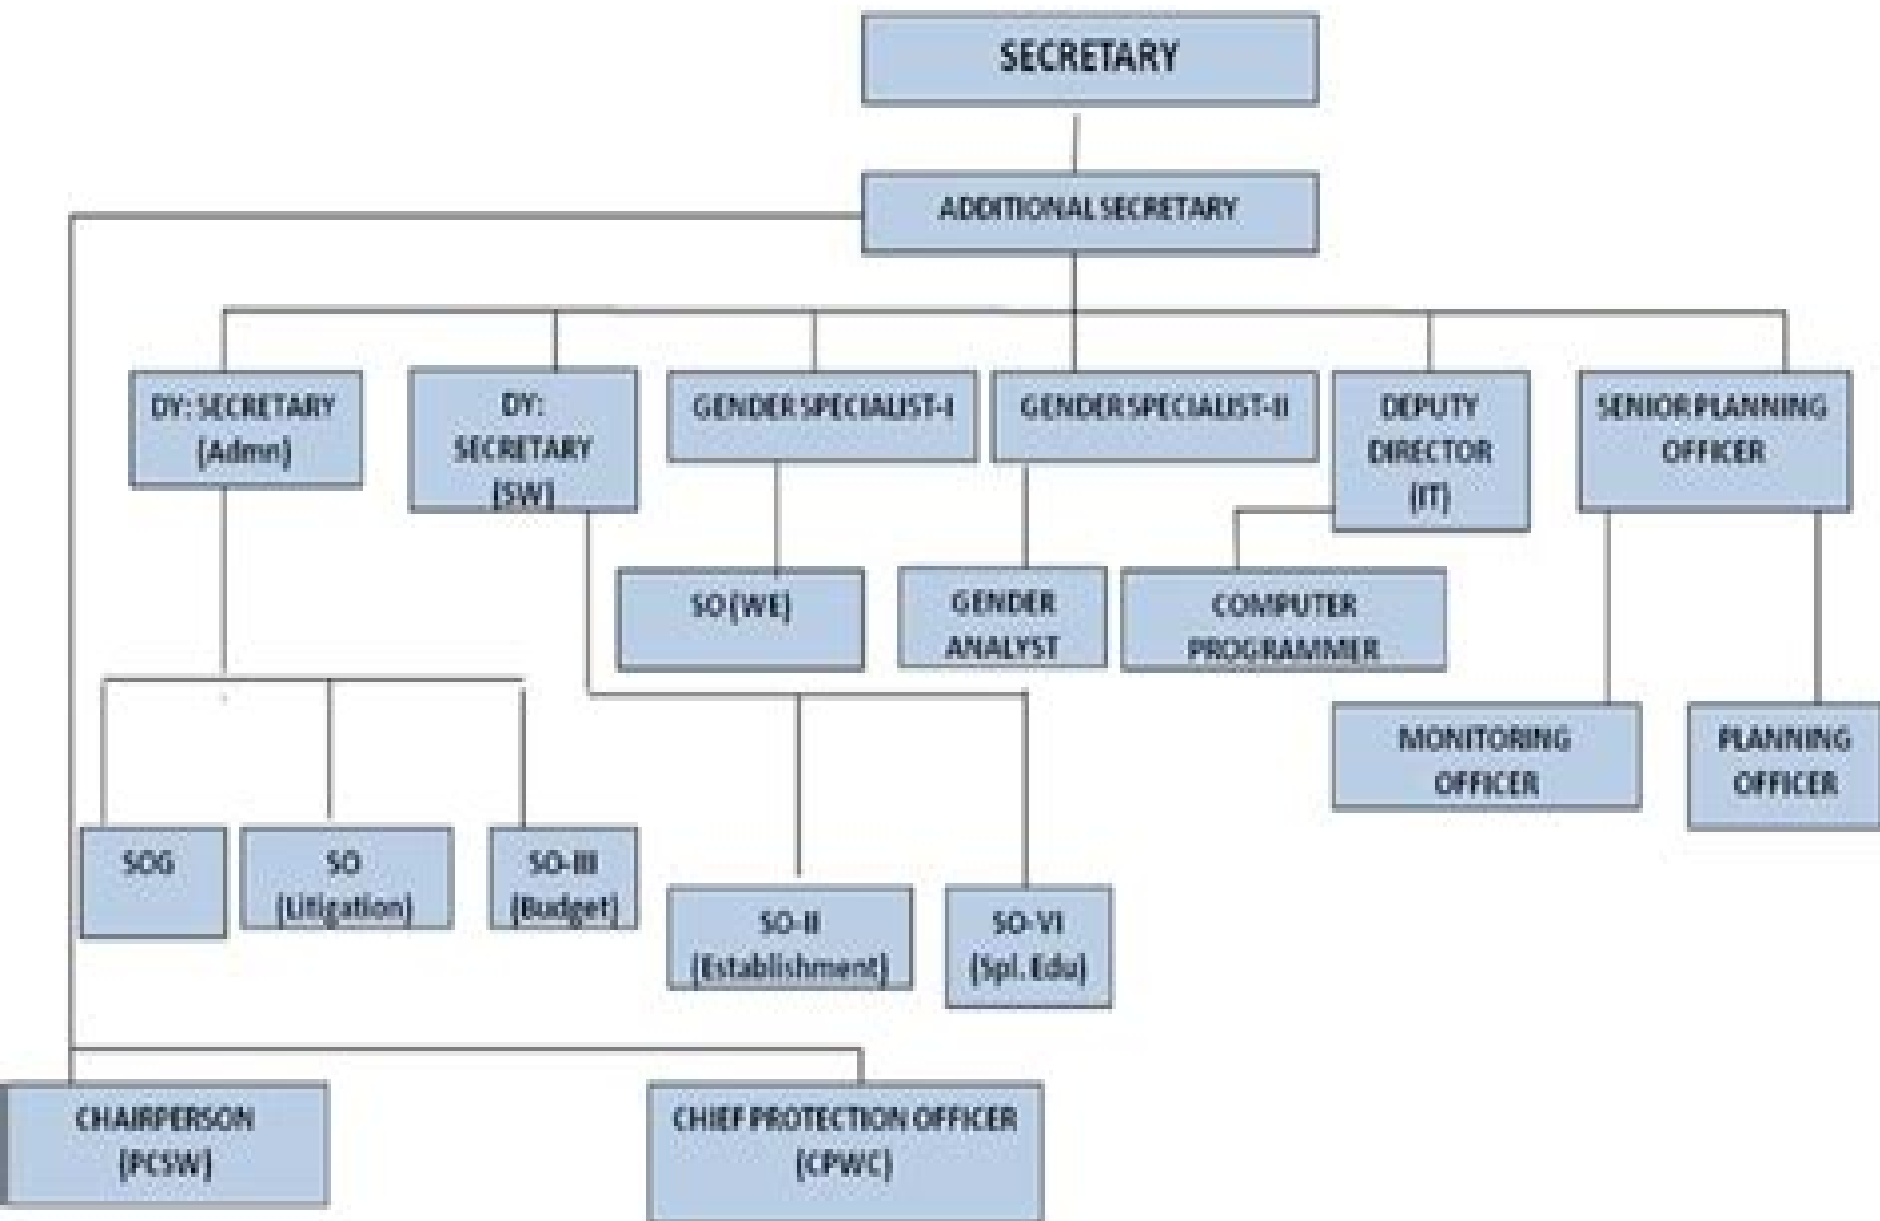 SECRETARY
ADDITIONAL SECRETARY
DY: SECRETARY
(Admn)
DY:
SECRETARY
(SW)
GENDER SPECIALIST-I
GENDER SPECIALIST-II
DEPUTY
DIRECTOR
(IT)
SENIOR PLANNING
OFFICER
SO (WE)
GENDER
ANALYST
COMPUTER
PROGRAMMER
MONITORING
OFFICER
PLANNING
OFFICER
SOG
SO
(Litigation)
SO-III
(Budget)
SO-II
(Establishment)
SO-VI
(Spl. Edu)
CHAIRPERSON
(PCSW)
CHIEF PROTECTION OFFICER
(CPWC)